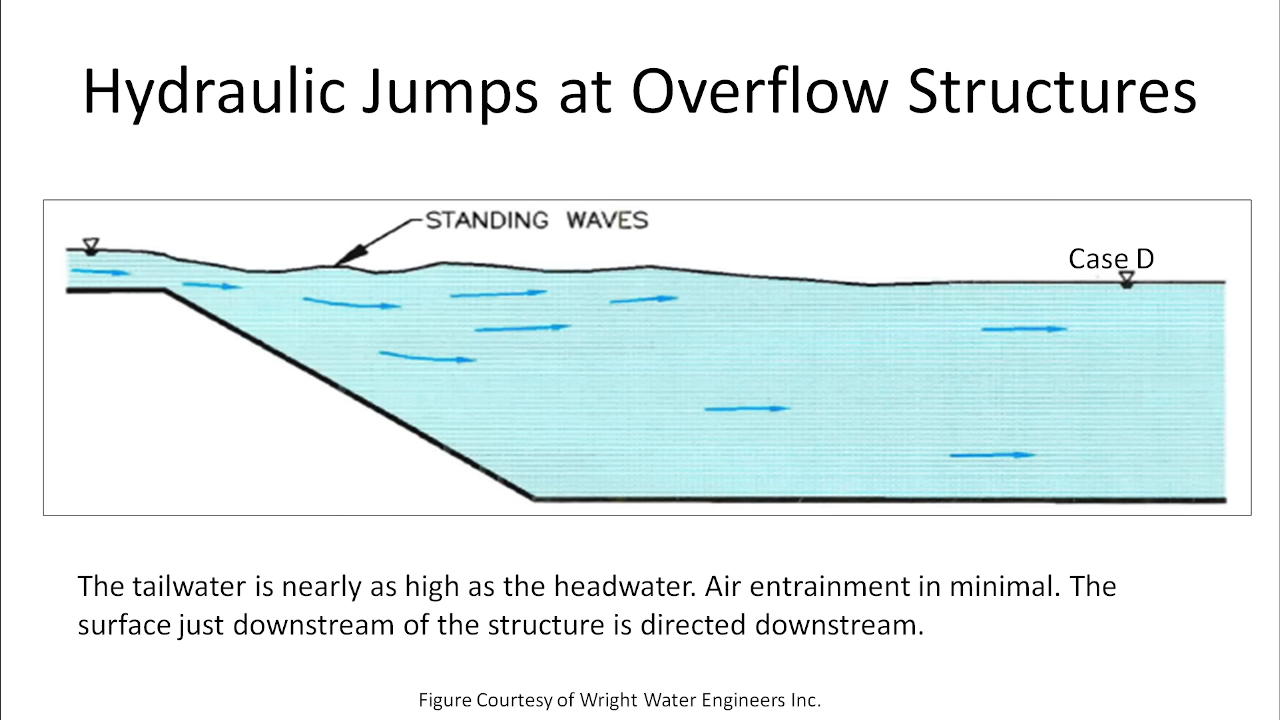 Hydraulic Jumps at Overflow Structures
STANDING WAVES
Case D
The tailwater is nearly as high as the headwater. Air entrainment in minimal. The
surface just downstream of the structure is directed downstream.
Figure Courtesy of Wright Water Engineers Inc.